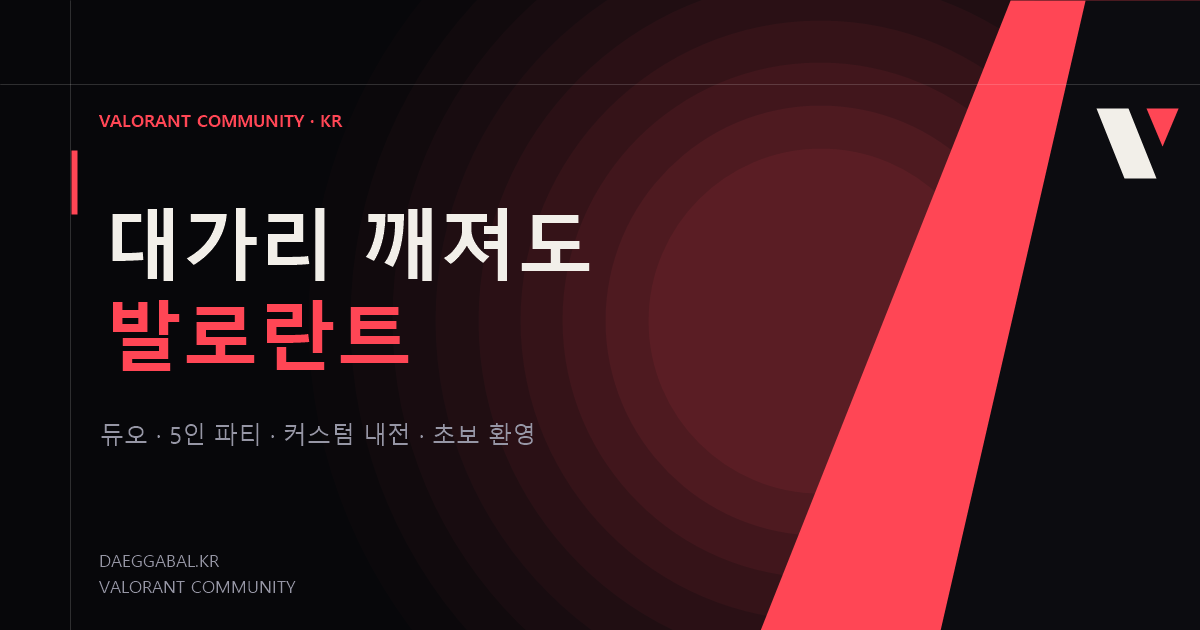 VALORANT COMMUNITY · KR
대가리 깨져도
발로란트
듀오 · 5인 파티 · 커스텀 내전 · 초보 환영
DAEGGABAL.KR
VALORANT COMMUNITY